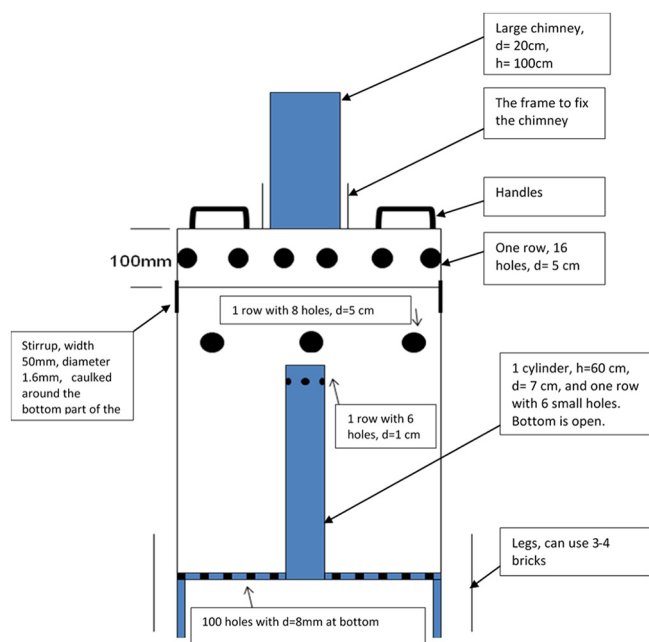 Large chimney,
d= 20cm,
h= 100cm
The frame to fix
the chimney
Handles
100mm
One row, 16
holes, d= 5 cm
1 row with 8 holes, d=5 cm
Stirrup, width
50mm, diameter
1.6mm, caulked
around the
bottom part of the
1 cylinder, h=60 cm,
d= 7 cm, and one row
with 6 small holes.
Bottom is open.
1 row with 6
holes, d=1 cm
Legs, can use 3-4
bricks
100 holes with d=8mm at bottom